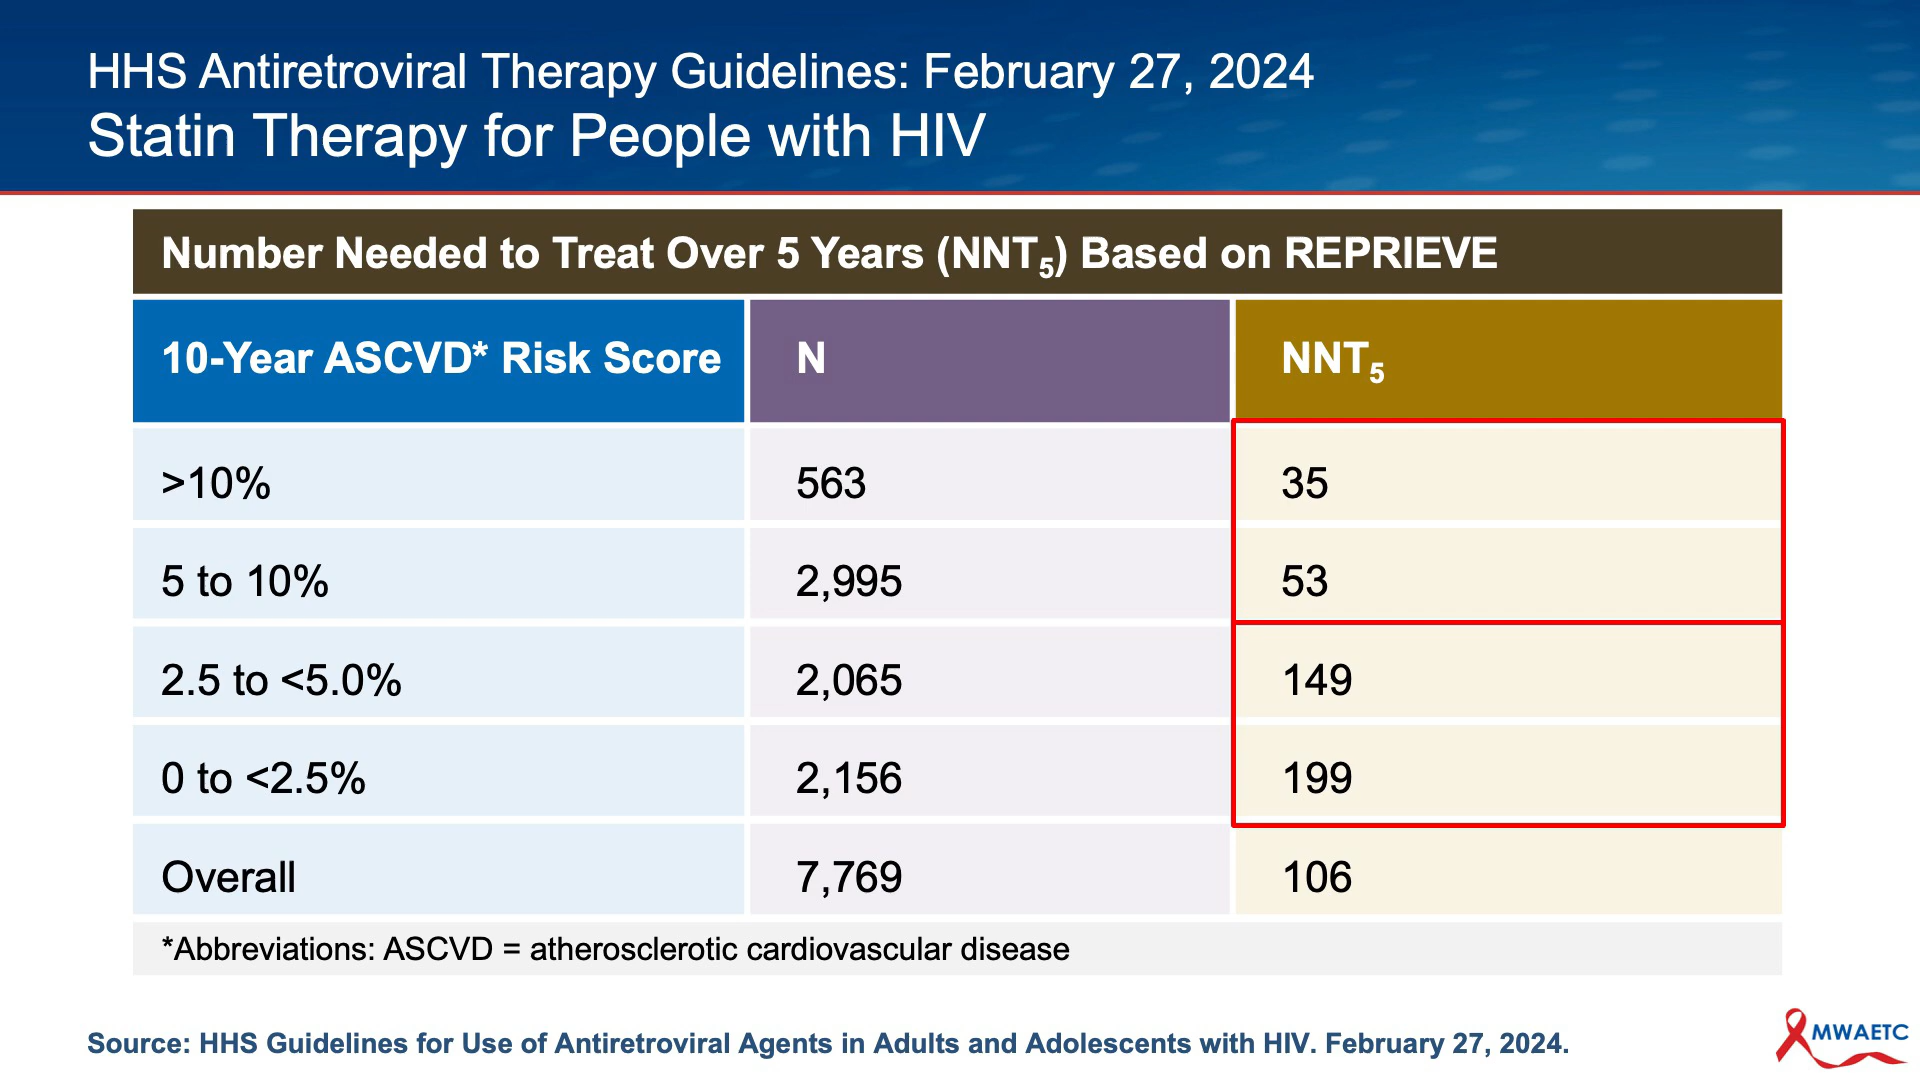 HHS Antiretroviral Therapy Guidelines: February 27, 2024
Statin Therapy for People with HIV
Number Needed to Treat Over 5 Years (NNT5) Based on REPRIEVE
10-Year ASCVD* Risk Score N NNT5
>10% 563 35
5 to 10% 2,995 53
2.5 to <5.0% 2,065 149
0 to <2.5% 2,156 199
Overall 7,769 106
*Abbreviations: ASCVD = atherosclerotic cardiovascular disease
Source: HHS Guidelines for Use of Antiretroviral Agents in Adults and Adolescents with HIV. February 27, 2024.
MWAETC